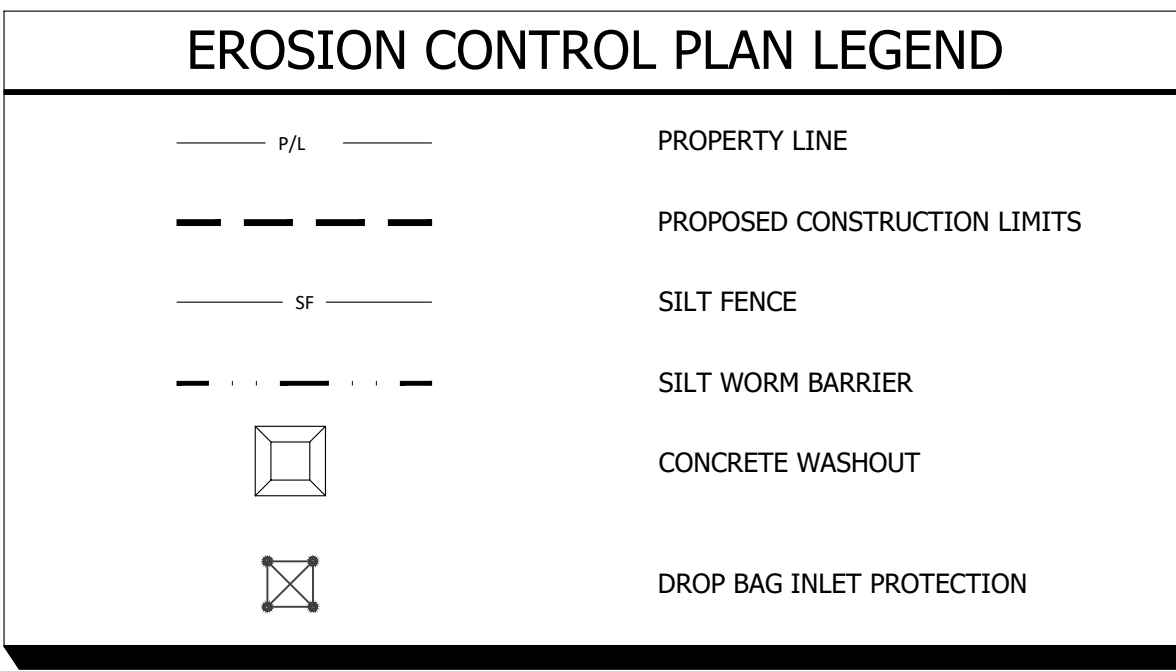 EROSION CONTROL PLAN LEGEND
P/L PROPERTY LINE
PROPOSED CONSTRUCTION LIMITS
SF SILT FENCE
SILT WORM BARRIER
CONCRETE WASHOUT
DROP BAG INLET PROTECTION